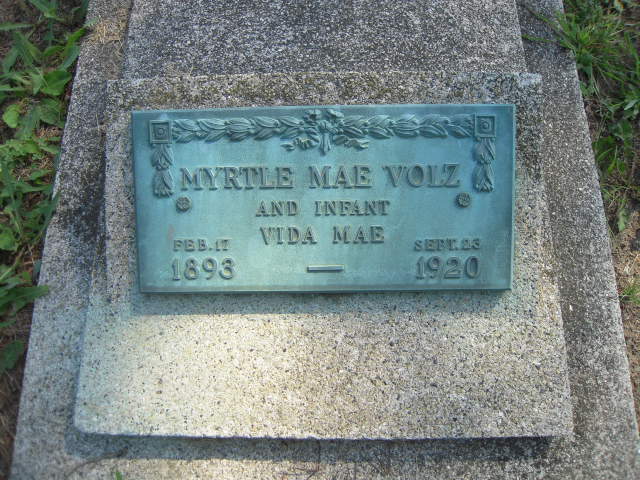 MYRTLE MAE VOLZ
AND INFANT
VIDA MAE
FEB. 17 SEPT. 23
1893 — 1920